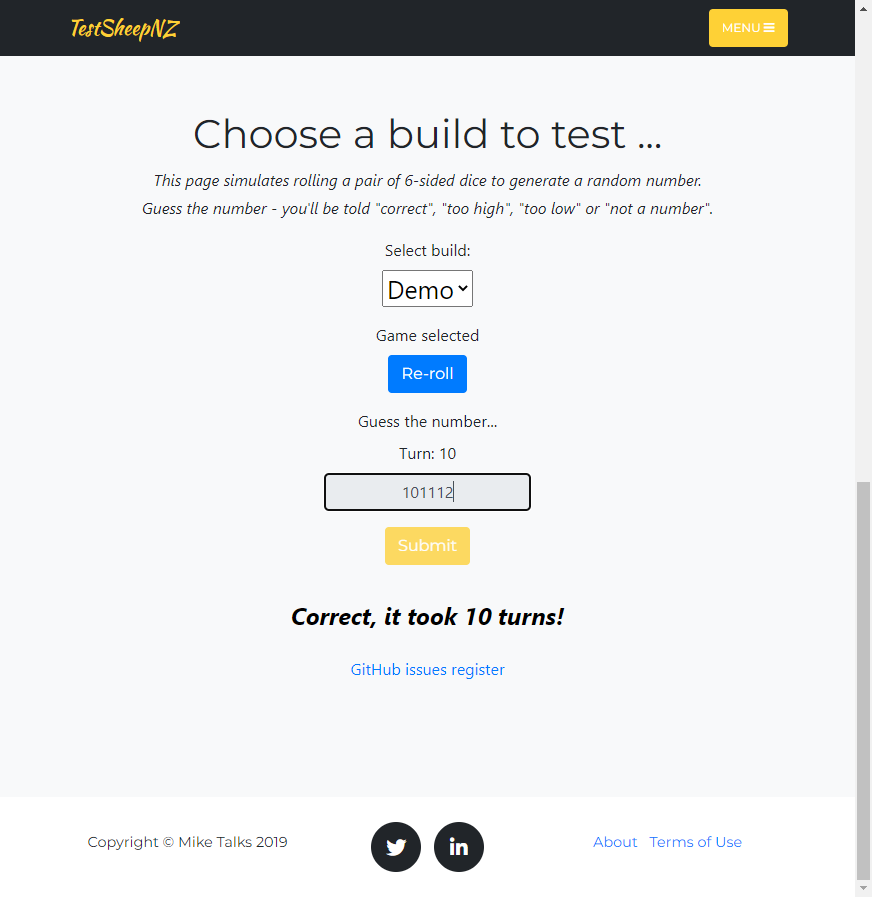 TestSheepNZ
MENU
Choose a build to test ...
This page simulates rolling a pair of 6-sided dice to generate a random number.
Guess the number - you'll be told "correct", "too high", "too low" or "not a number".
Select build:
Demo
Game selected
Re-roll
Guess the number...
Turn: 10
101112
Submit
Correct, it took 10 turns!
GitHub issues register
Copyright © Mike Talks 2019
in
About Terms of Use